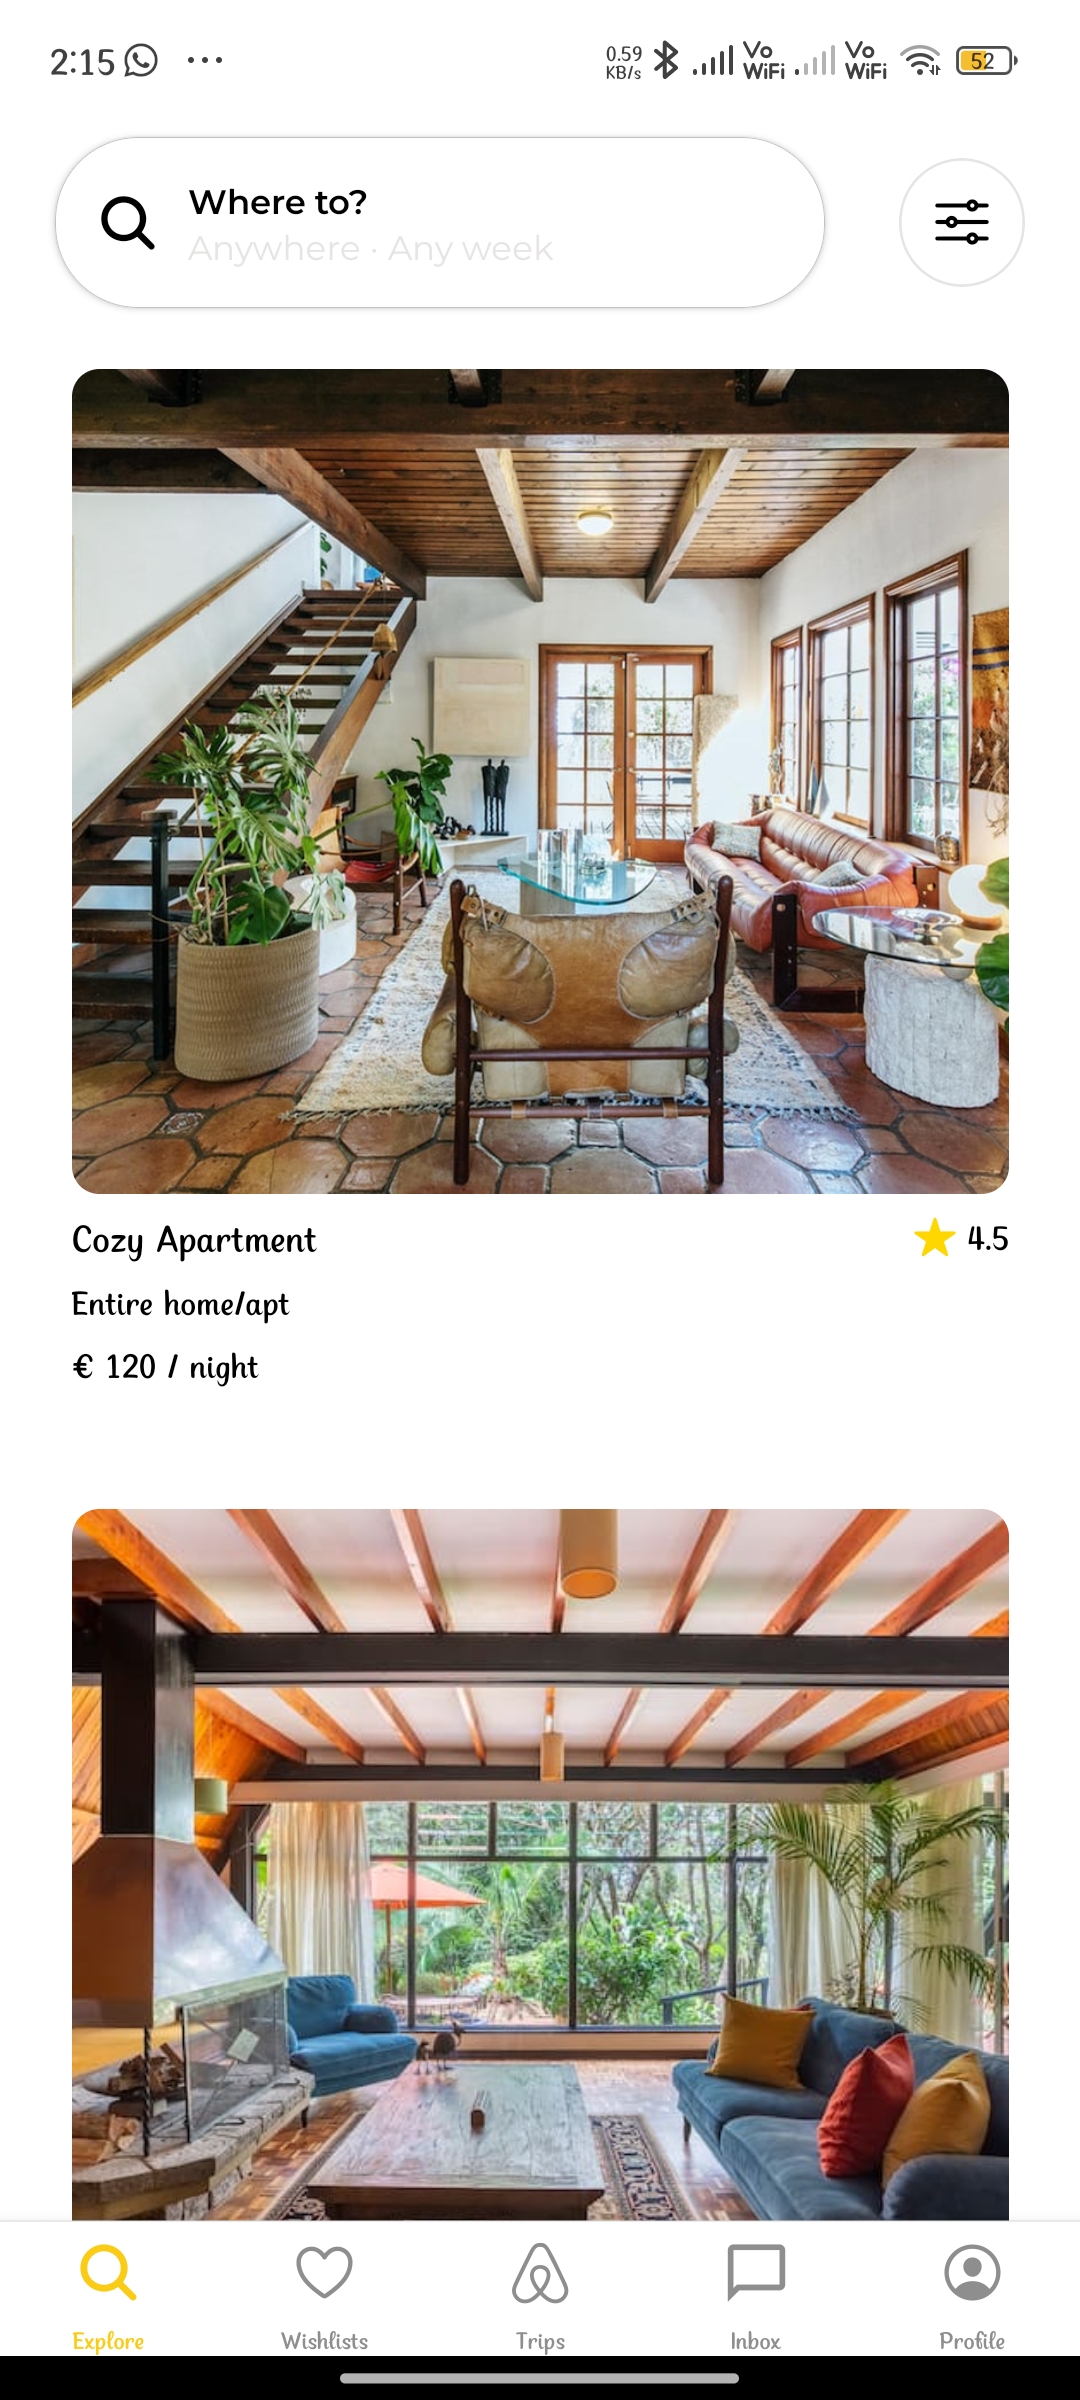 2:15 ... 0.59 KB/s Vo WiFi Vo WiFi 52
Where to?
Anywhere · Any week
Cozy Apartment 4.5
Entire home/apt
€ 120 / night
Explore Wishlists Trips Inbox Profile